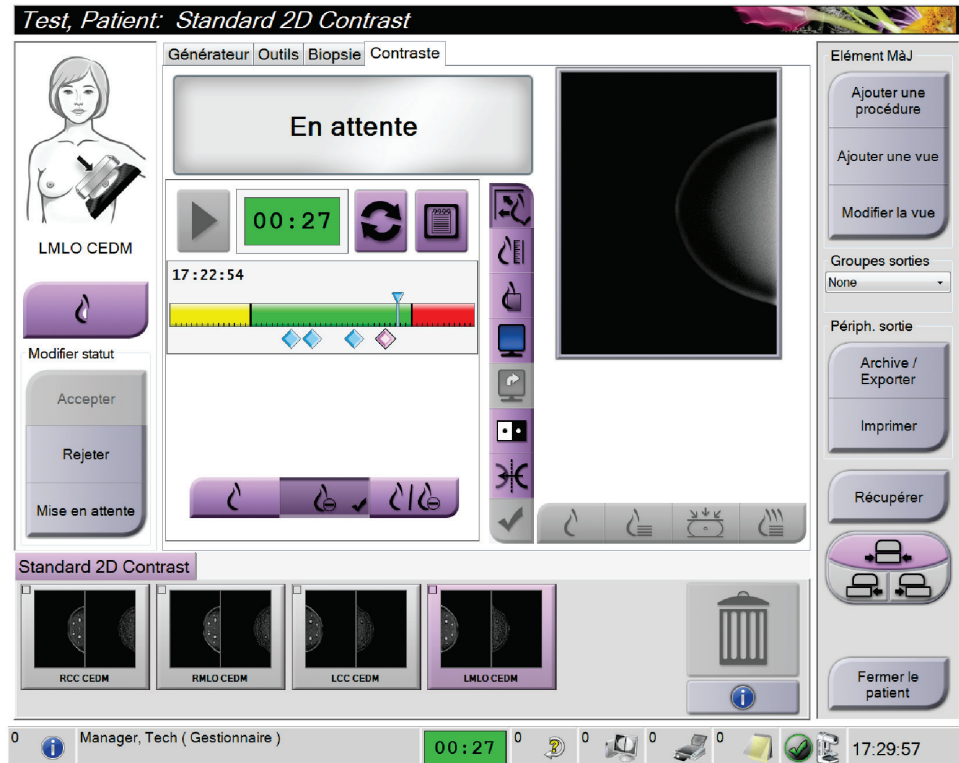 Test, Patient: Standard 2D Contrast
Générateur
Outils
Biopsie
Contraste
En attente
00:27
17:22:54
LMLO CEDM
Modifier statut
Accepter
Rejeter
Mise en attente
Elément MàJ
Ajouter une
procédure
Ajouter une vue
Modifier la vue
Groupes sorties
None
Périph. sortie
Archive /
Exporter
Imprimer
Récupérer
Fermer le
patient
Standard 2D Contrast
RCC CEDM
RMLO CEDM
LCC CEDM
LMLO CEDM
0
Manager, Tech ( Gestionnaire )
00:27
0
0
0
0
17:29:57